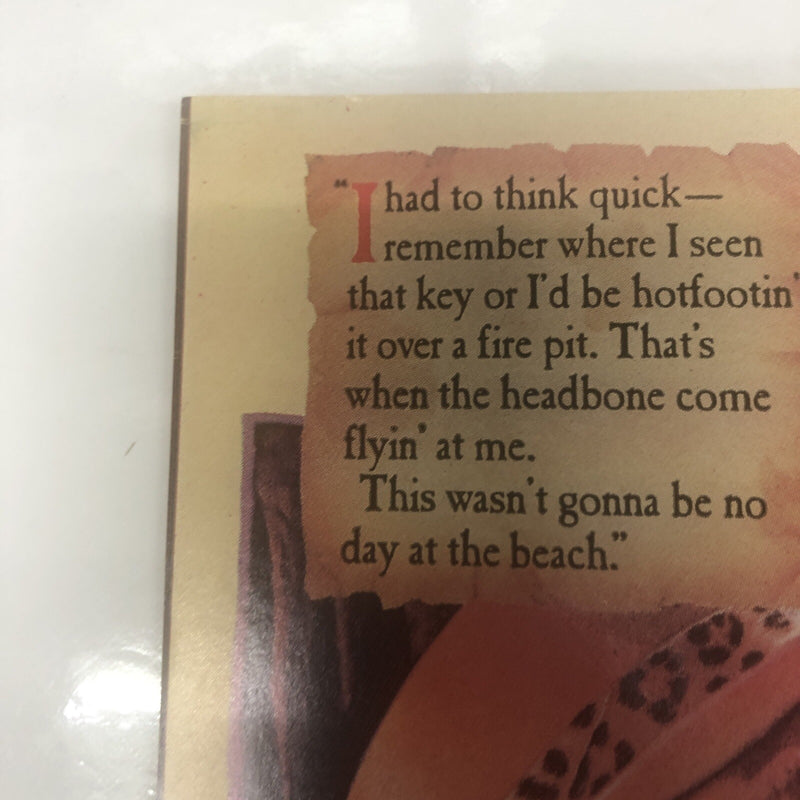 “I had to think quick—
remember where I seen
that key or I'd be hotfootin'
it over a fire pit. That's
when the headbone come
flyin' at me.
This wasn't gonna be no
day at the beach.”